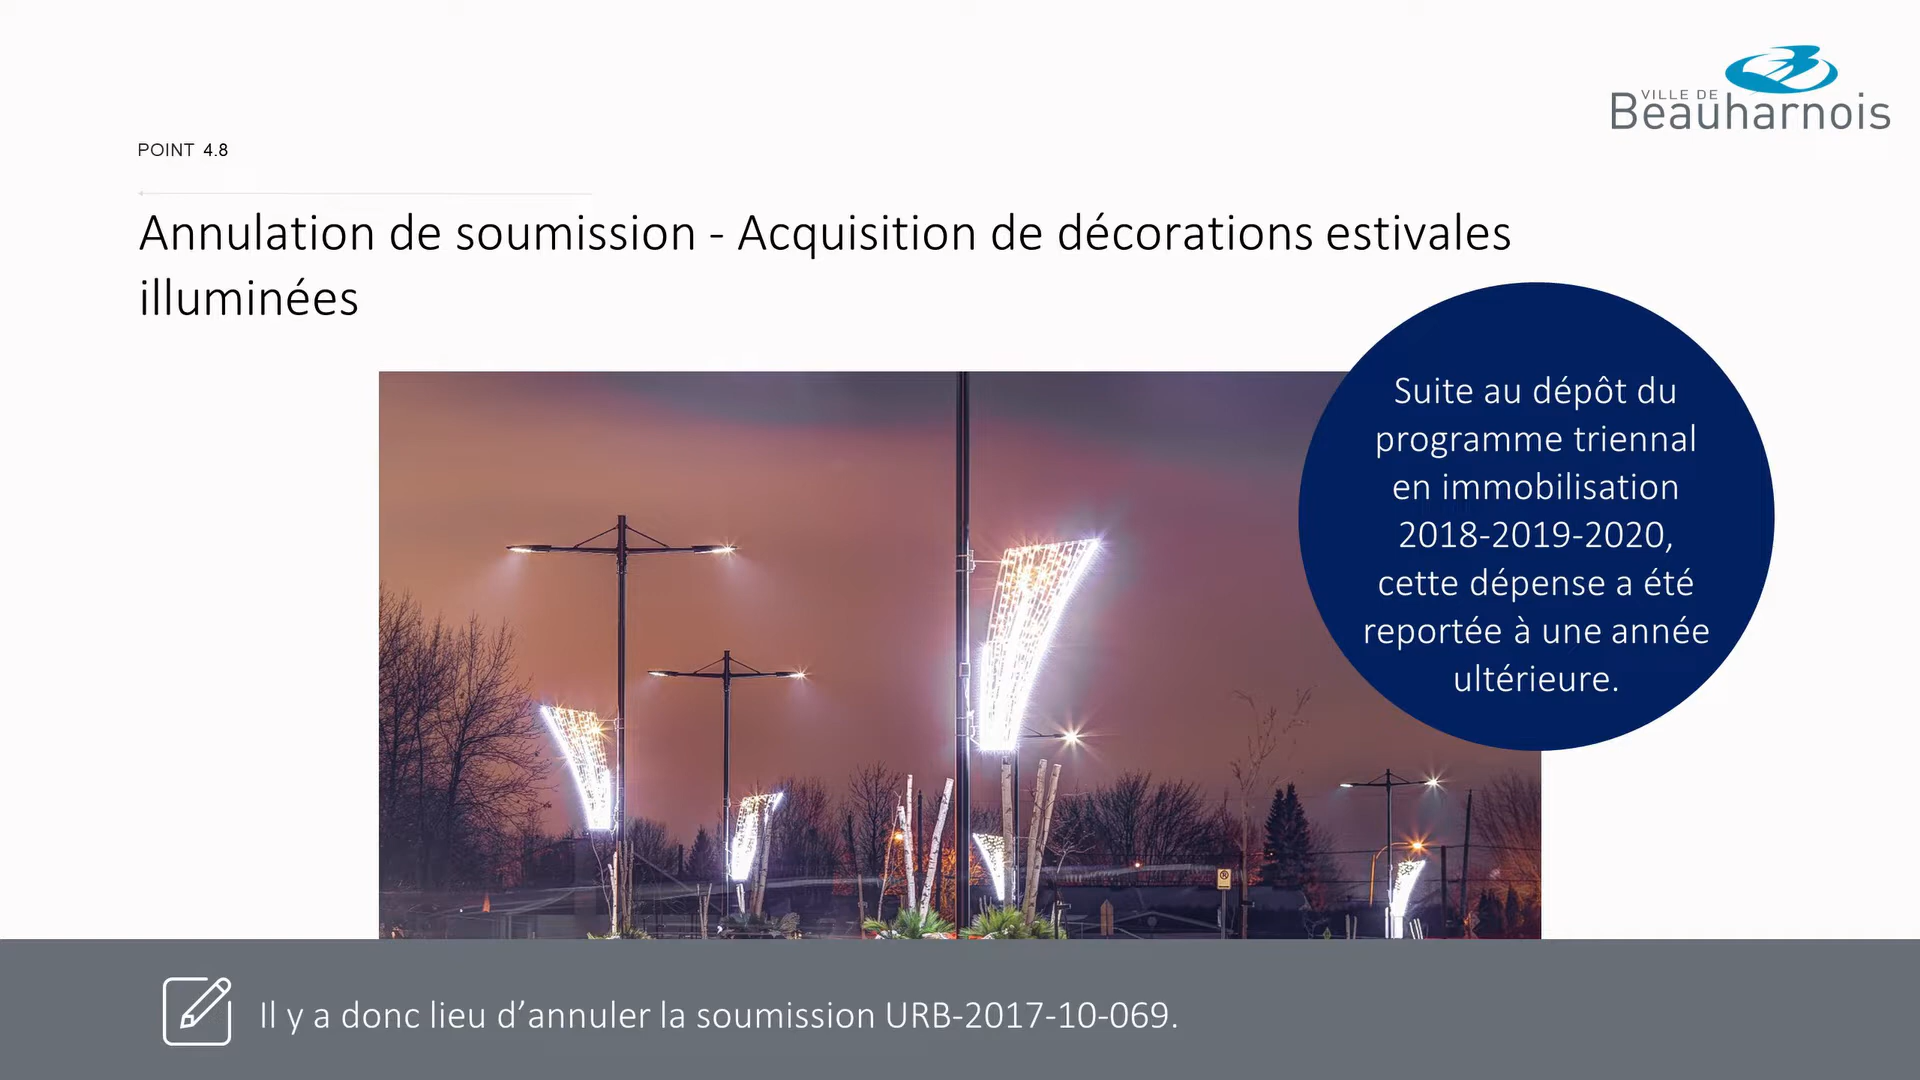 VILLE DE
Beauharnois
POINT 4.8
Annulation de soumission - Acquisition de décorations estivales
illuminées
Suite au dépôt du
programme triennal
en immobilisation
2018-2019-2020,
cette dépense a été
reportée à une année
ultérieure.
Il y a donc lieu d’annuler la soumission URB-2017-10-069.